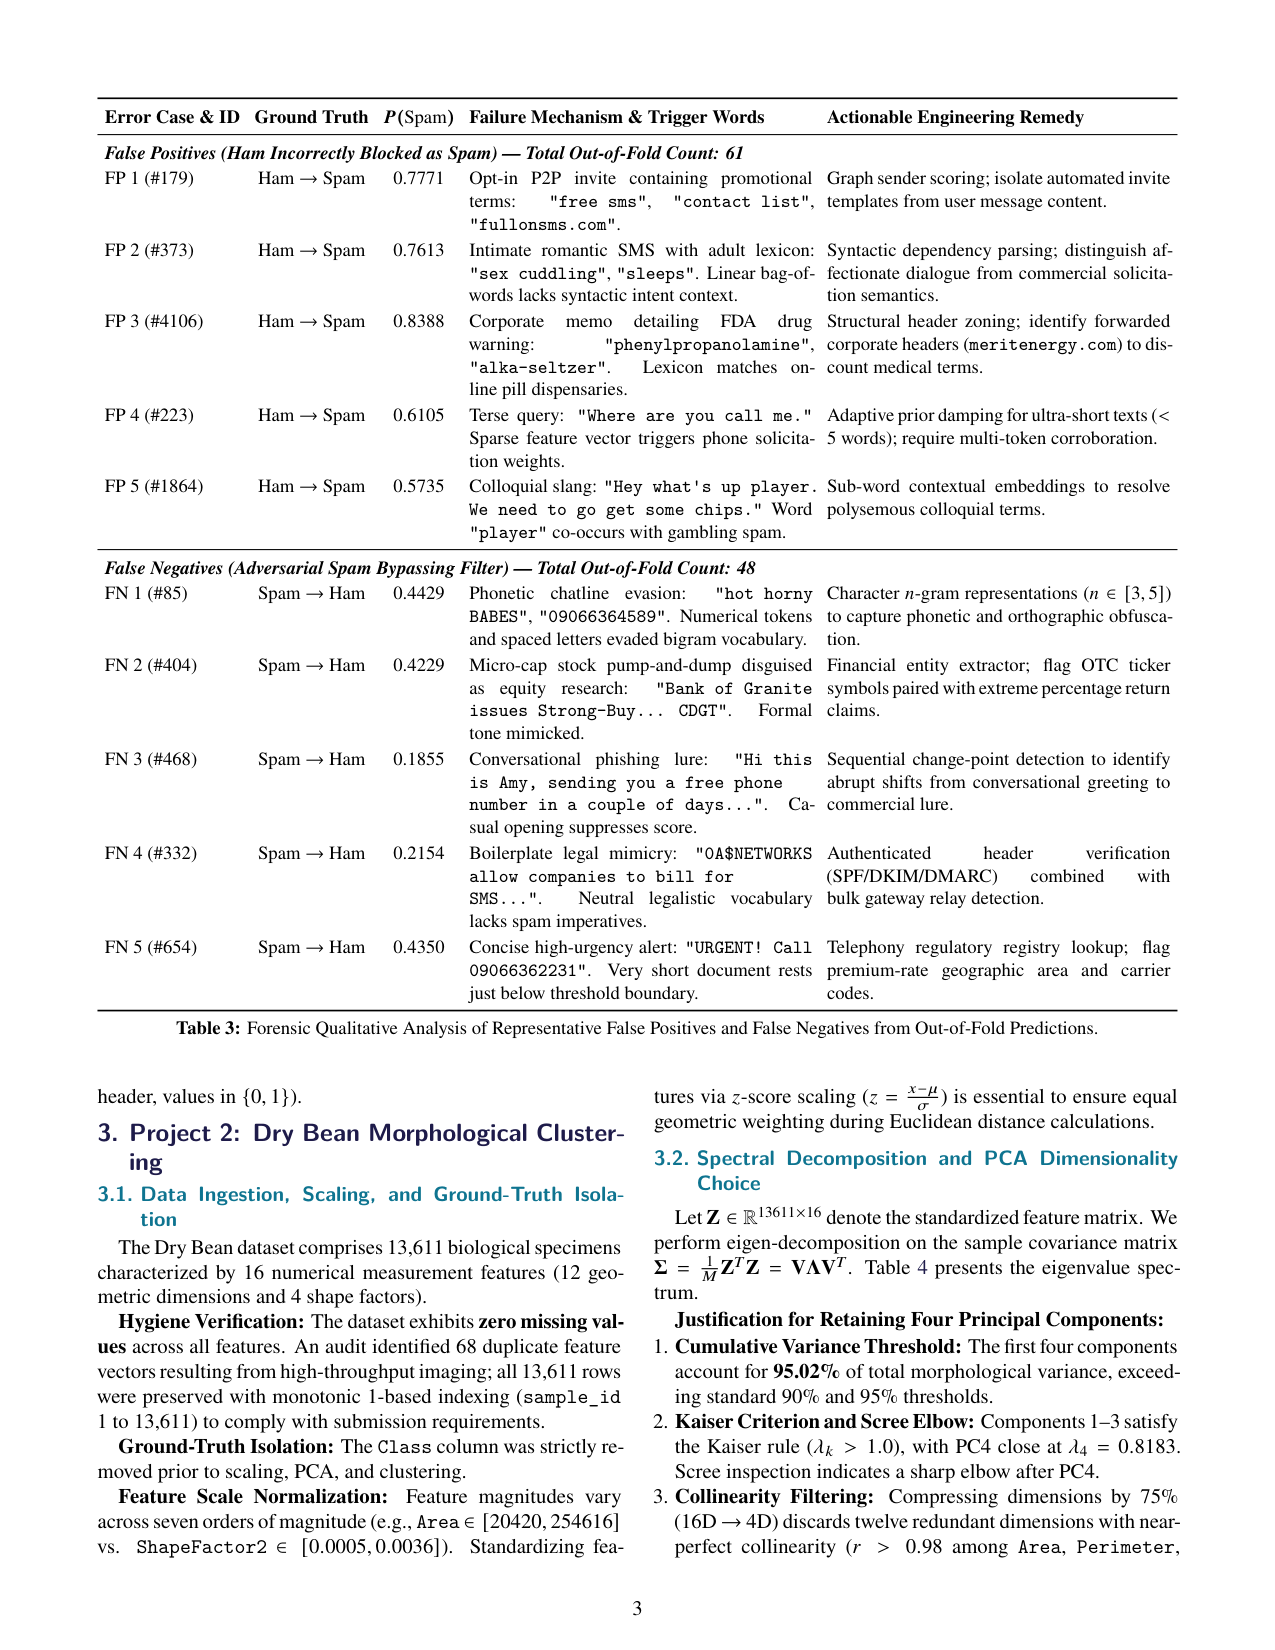 Error Case & ID Ground Truth P(Spam) Failure Mechanism & Trigger Words Actionable Engineering Remedy
False Positives (Ham Incorrectly Blocked as Spam) — Total Out-of-Fold Count: 61
FP 1 (#179) Ham → Spam 0.7771 Opt-in P2P invite containing promotional Graph sender scoring; isolate automated invite
terms: "free sms", "contact list", templates from user message content.
"fullonsms.com".
FP 2 (#373) Ham → Spam 0.7613 Intimate romantic SMS with adult lexicon: Syntactic dependency parsing; distinguish af-
"sex cuddling", "sleeps". Linear bag-of- fectionate dialogue from commercial solicita-
words lacks syntactic intent context. tion semantics.
FP 3 (#4106) Ham → Spam 0.8388 Corporate memo detailing FDA drug Structural header zoning; identify forwarded
warning: "phenylpropanolamine", corporate headers (meritenergy.com) to dis-
"alka-seltzer". Lexicon matches on- count medical terms.
line pill dispensaries.
FP 4 (#223) Ham → Spam 0.6105 Terse query: "Where are you call me." Adaptive prior damping for ultra-short texts (<
Sparse feature vector triggers phone solicita- 5 words); require multi-token corroboration.
tion weights.
FP 5 (#1864) Ham → Spam 0.5735 Colloquial slang: "Hey what's up player. Sub-word contextual embeddings to resolve
We need to go get some chips." Word polysemous colloquial terms.
"player" co-occurs with gambling spam.
False Negatives (Adversarial Spam Bypassing Filter) — Total Out-of-Fold Count: 48
FN 1 (#85) Spam → Ham 0.4429 Phonetic chatline evasion: "hot horny Character n-gram representations (n ∈ [3, 5])
BABES", "09066364589". Numerical tokens to capture phonetic and orthographic obfusca-
and spaced letters evaded bigram vocabulary. tion.
FN 2 (#404) Spam → Ham 0.4229 Micro-cap stock pump-and-dump disguised Financial entity extractor; flag OTC ticker
as equity research: "Bank of Granite symbols paired with extreme percentage return
issues Strong-Buy... CDGT". Formal claims.
tone mimicked.
FN 3 (#468) Spam → Ham 0.1855 Conversational phishing lure: "Hi this Sequential change-point detection to identify
is Amy, sending you a free phone abrupt shifts from conversational greeting to
number in a couple of days...". Ca- commercial lure.
sual opening suppresses score.
FN 4 (#332) Spam → Ham 0.2154 Boilerplate legal mimicry: "0A$NETWORKS Authenticated header verification
allow companies to bill for (SPF/DKIM/DMARC) combined with
SMS...". Neutral legalistic vocabulary bulk gateway relay detection.
lacks spam imperatives.
FN 5 (#654) Spam → Ham 0.4350 Concise high-urgency alert: "URGENT! Call Telephony regulatory registry lookup; flag
09066362231". Very short document rests premium-rate geographic area and carrier
just below threshold boundary. codes.
Table 3: Forensic Qualitative Analysis of Representative False Positives and False Negatives from Out-of-Fold Predictions.
header, values in {0, 1}).
3. Project 2: Dry Bean Morphological Cluster-
ing
3.1. Data Ingestion, Scaling, and Ground-Truth Isola-
tion
The Dry Bean dataset comprises 13,611 biological specimens
characterized by 16 numerical measurement features (12 geo-
metric dimensions and 4 shape factors).
Hygiene Verification: The dataset exhibits zero missing val-
ues across all features. An audit identified 68 duplicate feature
vectors resulting from high-throughput imaging; all 13,611 rows
were preserved with monotonic 1-based indexing (sample_id
1 to 13,611) to comply with submission requirements.
Ground-Truth Isolation: The Class column was strictly re-
moved prior to scaling, PCA, and clustering.
Feature Scale Normalization: Feature magnitudes vary
across seven orders of magnitude (e.g., Area ∈ [20420, 254616]
vs. ShapeFactor2 ∈ [0.0005, 0.0036]). Standardizing fea-
tures via z-score scaling (z = x−μ/σ) is essential to ensure equal
geometric weighting during Euclidean distance calculations.
3.2. Spectral Decomposition and PCA Dimensionality
Choice
Let Z ∈ ℝ^13611×16 denote the standardized feature matrix. We
perform eigen-decomposition on the sample covariance matrix
Σ = 1/M Z^T Z = VΛV^T. Table 4 presents the eigenvalue spec-
trum.
Justification for Retaining Four Principal Components:
1. Cumulative Variance Threshold: The first four components
account for 95.02% of total morphological variance, exceed-
ing standard 90% and 95% thresholds.
2. Kaiser Criterion and Scree Elbow: Components 1–3 satisfy
the Kaiser rule (λk > 1.0), with PC4 close at λ4 = 0.8183.
Scree inspection indicates a sharp elbow after PC4.
3. Collinearity Filtering: Compressing dimensions by 75%
(16D → 4D) discards twelve redundant dimensions with near-
perfect collinearity (r > 0.98 among Area, Perimeter,
3